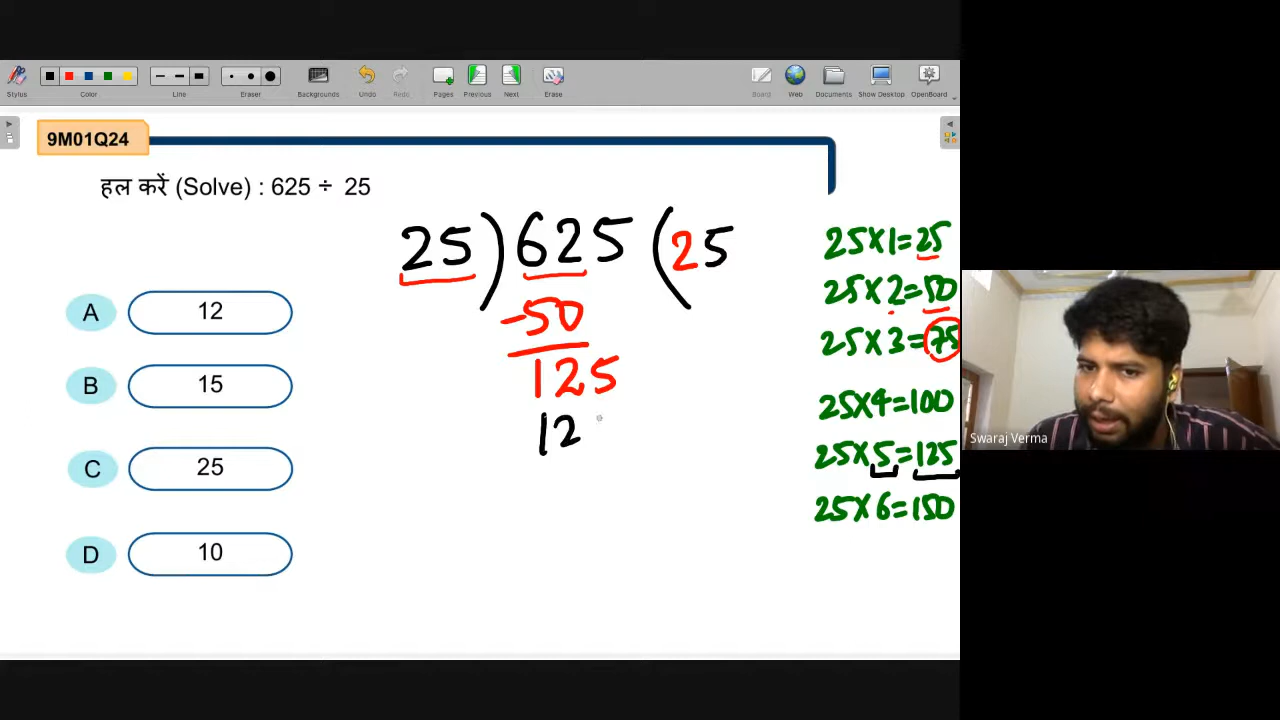 Stylus Color Line Eraser Backgrounds Undo Redo Pages Previous Next Erase Board Web Documents Show Desktop OpenBoard
9M01Q24
हल करें (Solve) : 625 ÷ 25
25 ) 625 ( 25
-50
125
12
A 12
B 15
C 25
D 10
25X1=25
25X2=50
25X3=75
25X4=100
25X5=125
25X6=150
Swaraj Verma